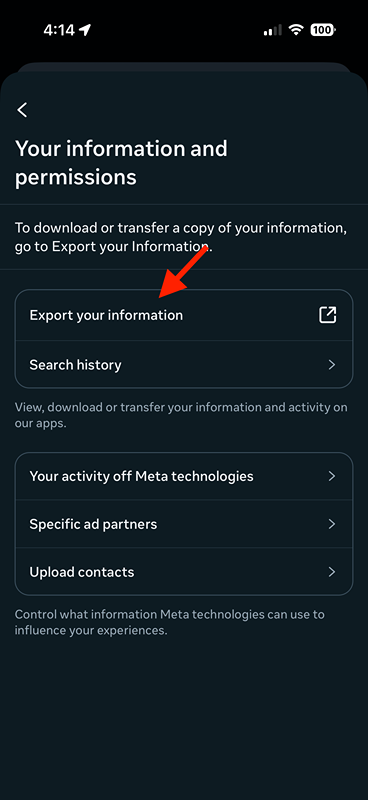 4:14
100
Your information and
permissions
To download or transfer a copy of your information,
go to Export your Information.
Export your information
Search history
View, download or transfer your information and activity on
our apps.
Your activity off Meta technologies
Specific ad partners
Upload contacts
Control what information Meta technologies can use to
influence your experiences.